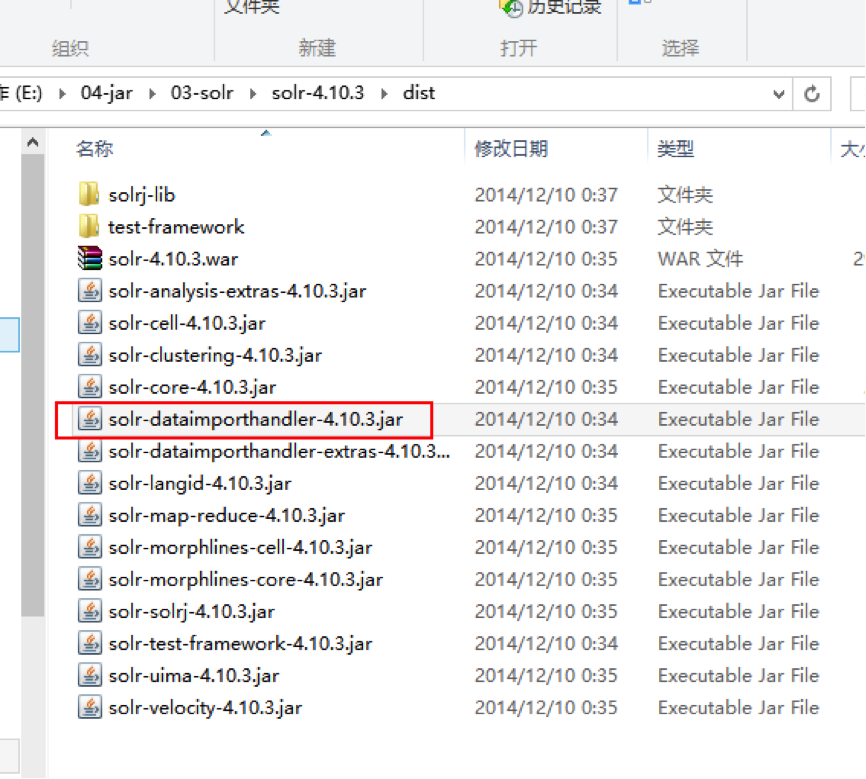 文件夹 历史记录
组织 新建 打开 选择
(E:) 04-jar 03-solr solr-4.10.3 dist
名称 修改日期 类型
solrj-lib 2014/12/10 0:37 文件夹
test-framework 2014/12/10 0:37 文件夹
solr-4.10.3.war 2014/12/10 0:35 WAR 文件
solr-analysis-extras-4.10.3.jar 2014/12/10 0:34 Executable Jar File
solr-cell-4.10.3.jar 2014/12/10 0:34 Executable Jar File
solr-clustering-4.10.3.jar 2014/12/10 0:34 Executable Jar File
solr-core-4.10.3.jar 2014/12/10 0:35 Executable Jar File
solr-dataimporthandler-4.10.3.jar 2014/12/10 0:34 Executable Jar File
solr-dataimporthandler-extras-4.10.3... 2014/12/10 0:34 Executable Jar File
solr-langid-4.10.3.jar 2014/12/10 0:34 Executable Jar File
solr-map-reduce-4.10.3.jar 2014/12/10 0:35 Executable Jar File
solr-morphlines-cell-4.10.3.jar 2014/12/10 0:35 Executable Jar File
solr-morphlines-core-4.10.3.jar 2014/12/10 0:35 Executable Jar File
solr-solrj-4.10.3.jar 2014/12/10 0:35 Executable Jar File
solr-test-framework-4.10.3.jar 2014/12/10 0:34 Executable Jar File
solr-uima-4.10.3.jar 2014/12/10 0:35 Executable Jar File
solr-velocity-4.10.3.jar 2014/12/10 0:35 Executable Jar File